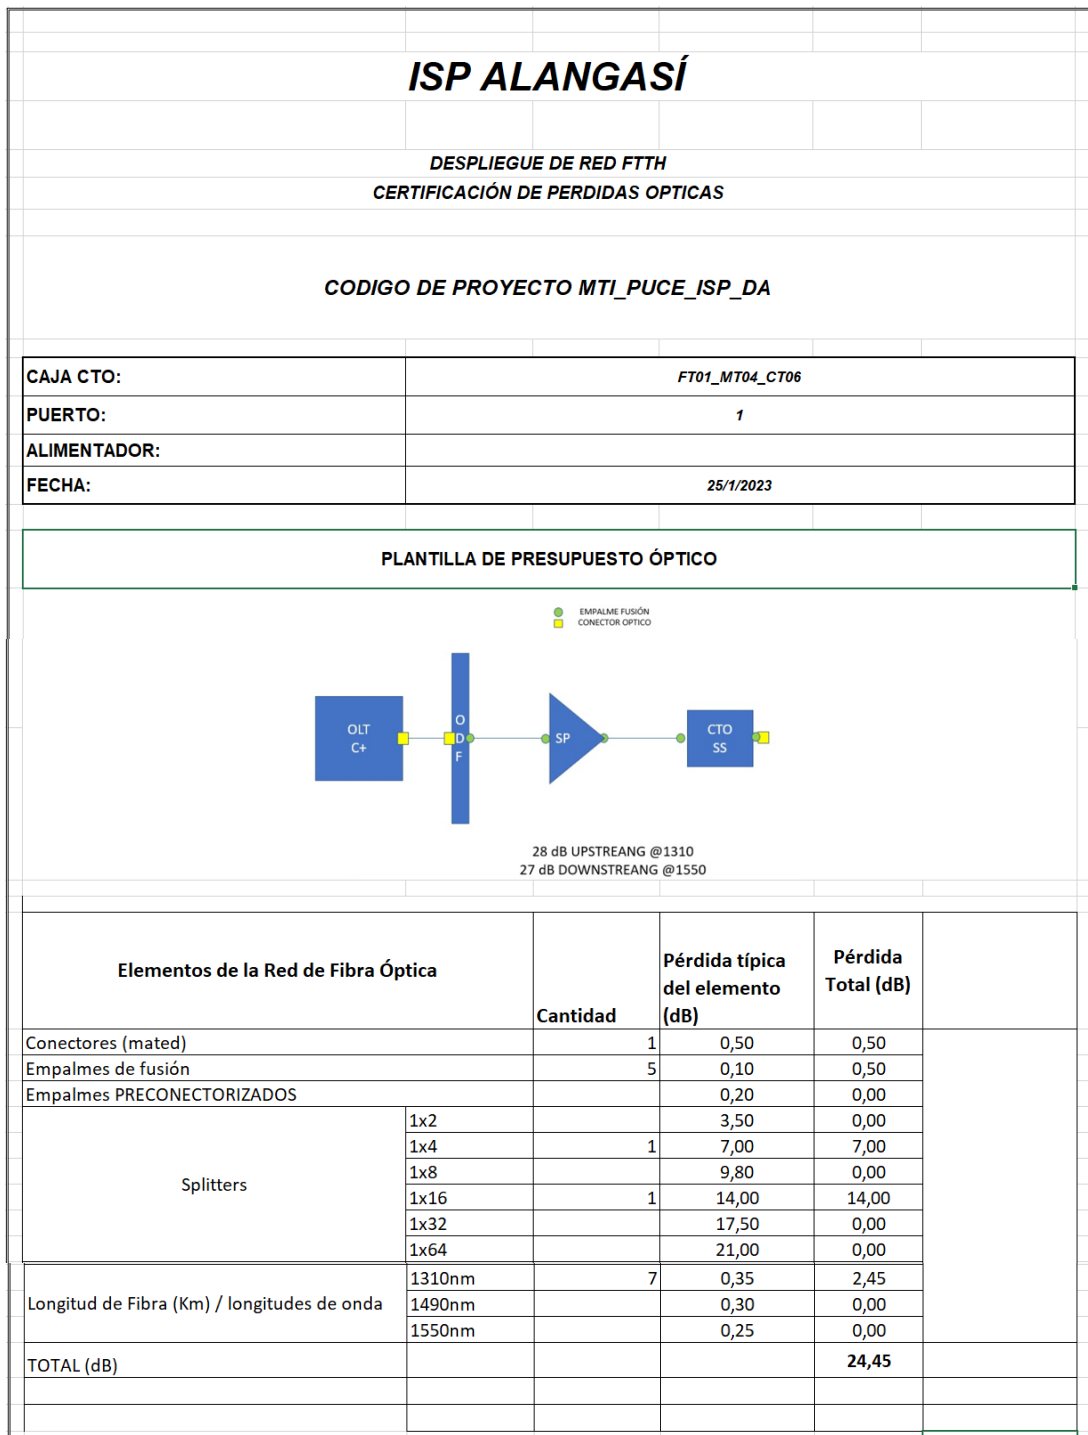 ISP ALANGASÍ
DESPLIEGUE DE RED FTTH
CERTIFICACIÓN DE PERDIDAS OPTICAS
CODIGO DE PROYECTO MTI_PUCE_ISP_DA
CAJA CTO: FT01_MT04_CT06
PUERTO: 1
ALIMENTADOR:
FECHA: 25/1/2023
PLANTILLA DE PRESUPUESTO ÓPTICO
EMPALME FUSIÓN
CONECTOR OPTICO
OLT
C+
O
D
F
SP
CTO
SS
28 dB UPSTREANG @1310
27 dB DOWNSTREANG @1550
Elementos de la Red de Fibra Óptica
Cantidad
Pérdida típica
del elemento
(dB)
Pérdida
Total (dB)
Conectores (mated) 1 0,50 0,50
Empalmes de fusión 5 0,10 0,50
Empalmes PRECONECTORIZADOS 0,20 0,00
Splitters
1x2 3,50 0,00
1x4 1 7,00 7,00
1x8 9,80 0,00
1x16 1 14,00 14,00
1x32 17,50 0,00
1x64 21,00 0,00
Longitud de Fibra (Km) / longitudes de onda
1310nm 7 0,35 2,45
1490nm 0,30 0,00
1550nm 0,25 0,00
TOTAL (dB) 24,45